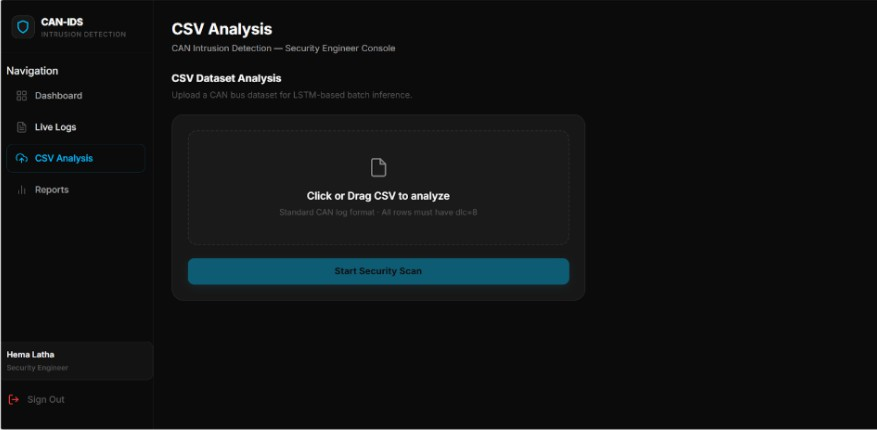 CAN-IDS
INTRUSION DETECTION
Navigation
Dashboard
Live Logs
CSV Analysis
Reports
Hema Latha
Security Engineer
Sign Out
CSV Analysis
CAN Intrusion Detection — Security Engineer Console
CSV Dataset Analysis
Upload a CAN bus dataset for LSTM-based batch inference.
Click or Drag CSV to analyze
Standard CAN log format · All rows must have dlc=8
Start Security Scan